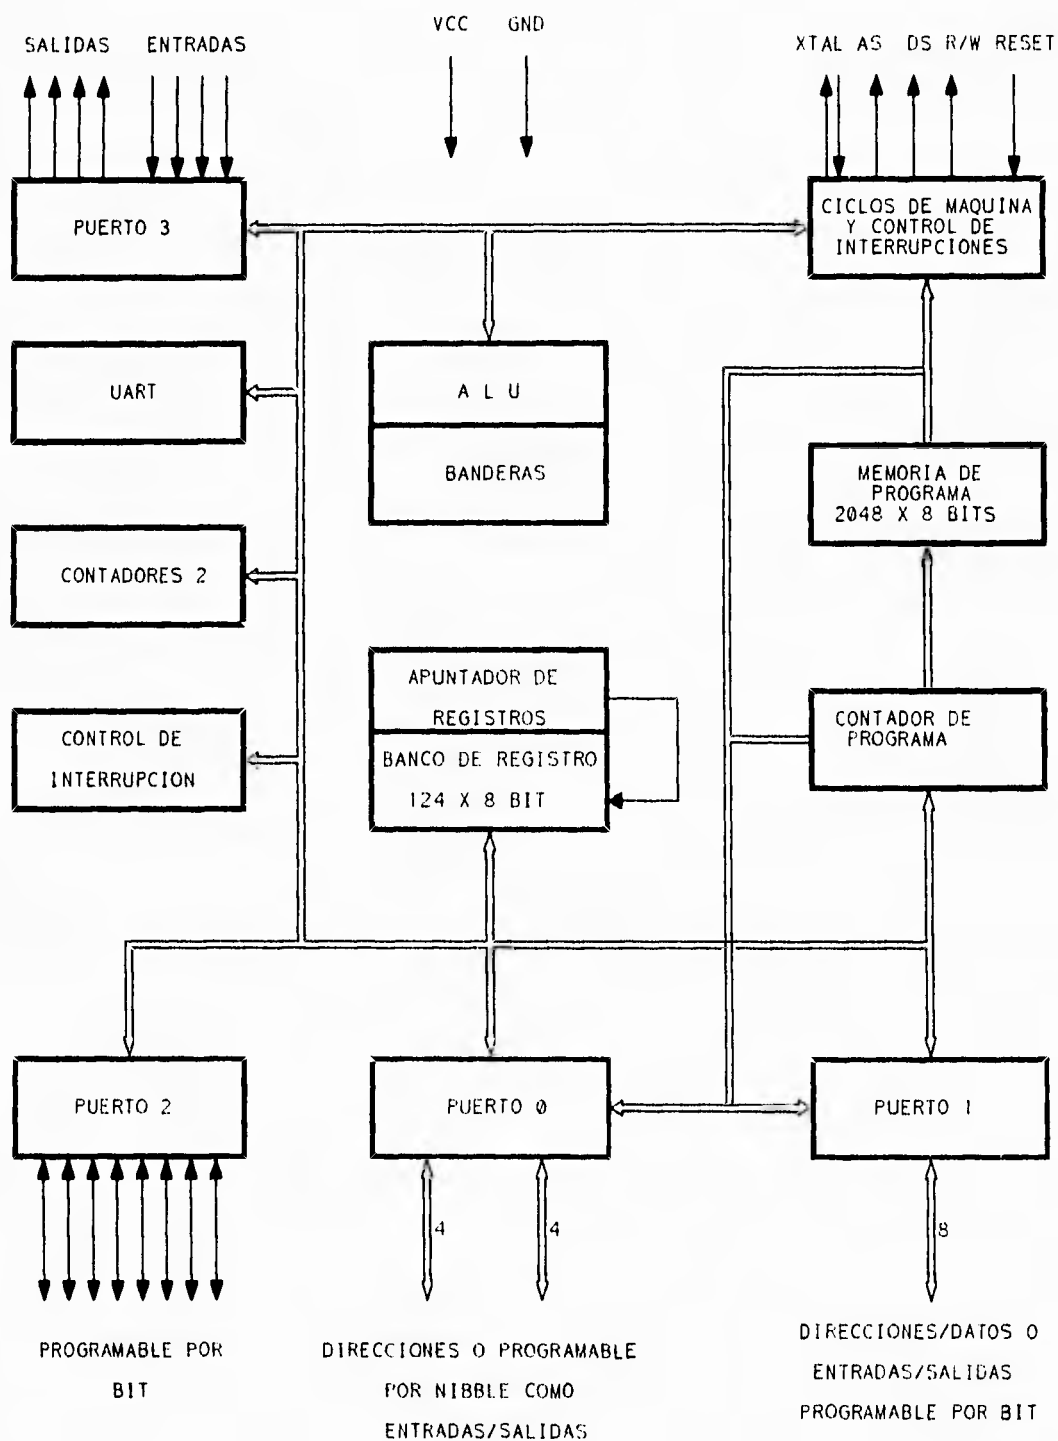 VCC GND
SALIDAS ENTRADAS
XTAL AS DS R/W RESET
PUERTO 3
CICLOS DE MAQUINA
Y CONTROL DE
INTERRUPCIONES
UART
A L U
BANDERAS
MEMORIA DE
PROGRAMA
2048 X 8 BITS
CONTADORES 2
APUNTADOR DE
REGISTROS
BANCO DE REGISTRO
124 X 8 BIT
CONTROL DE
INTERRUPCION
CONTADOR DE
PROGRAMA
PUERTO 2
PUERTO 0
PUERTO 1
4
4
8
PROGRAMABLE POR
BIT
DIRECCIONES O PROGRAMABLE
POR NIBBLE COMO
ENTRADAS/SALIDAS
DIRECCIONES/DATOS O
ENTRADAS/SALIDAS
PROGRAMABLE POR BIT